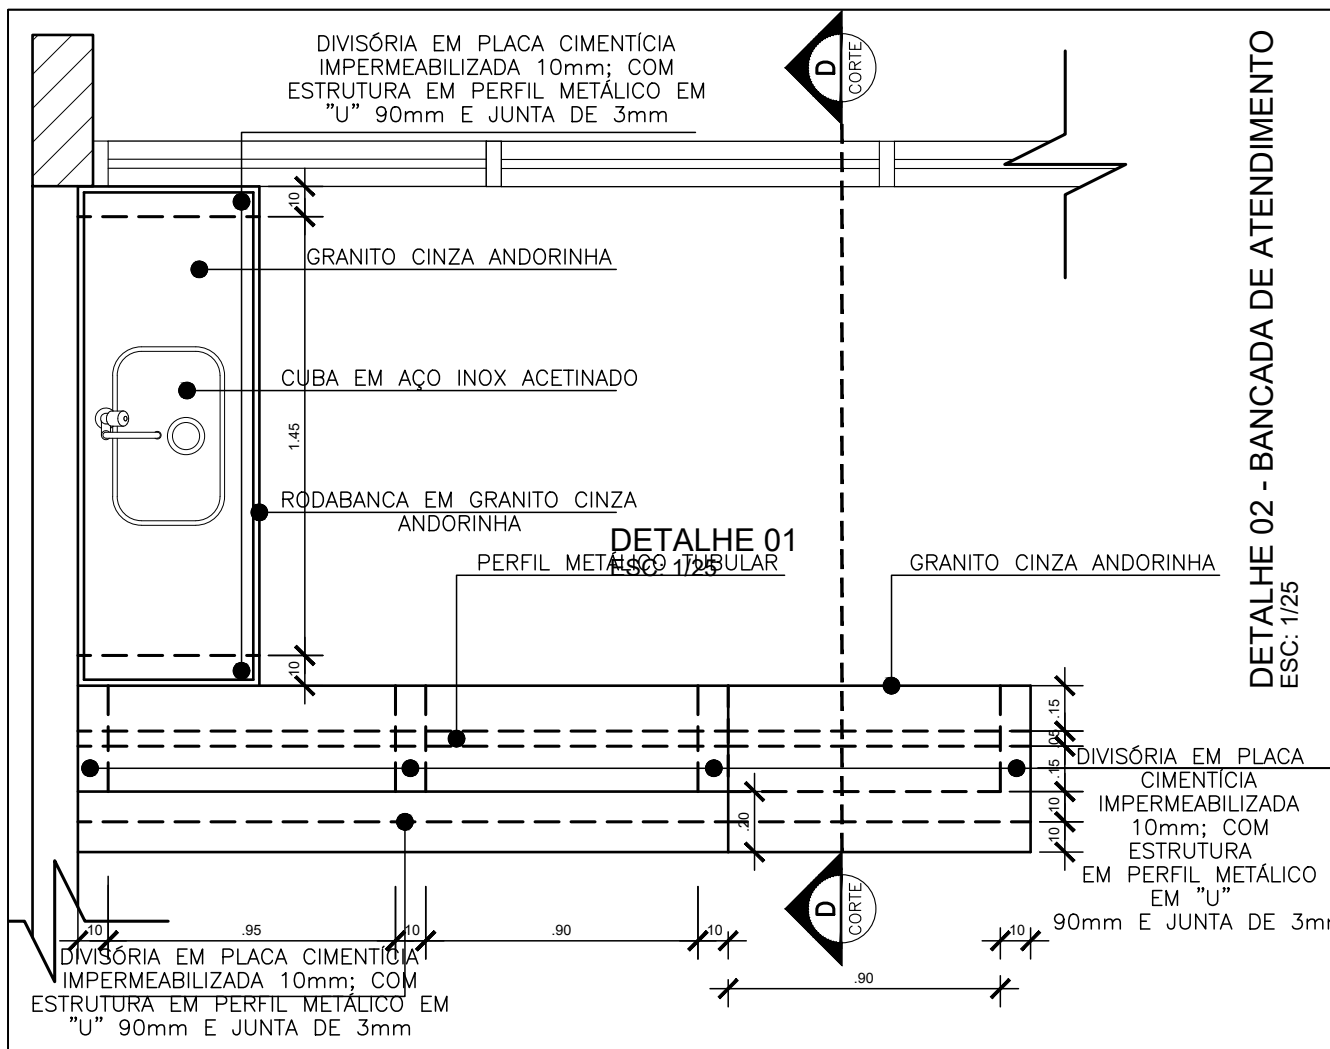 DIVISÓRIA EM PLACA CIMENTÍCIA
IMPERMEABILIZADA 10mm; COM
ESTRUTURA EM PERFIL METÁLICO EM
"U" 90mm E JUNTA DE 3mm
D
CORTE
10
GRANITO CINZA ANDORINHA
CUBA EM AÇO INOX ACETINADO
1.45
RODABANCA EM GRANITO CINZA
ANDORINHA
DETALHE 01
ESC: 1/25
PERFIL METÁLICO TUBULAR
GRANITO CINZA ANDORINHA
DETALHE 02 - BANCADA DE ATENDIMENTO
ESC: 1/25
10
.15
.05
.15
10
10
.20
DIVISÓRIA EM PLACA
CIMENTÍCIA
IMPERMEABILIZADA
10mm; COM
ESTRUTURA
EM PERFIL METÁLICO
EM "U"
90mm E JUNTA DE 3m
D
CORTE
10
.95
10
.90
10
10
.90
DIVISÓRIA EM PLACA CIMENTÍCIA
IMPERMEABILIZADA 10mm; COM
ESTRUTURA EM PERFIL METÁLICO EM
"U" 90mm E JUNTA DE 3mm